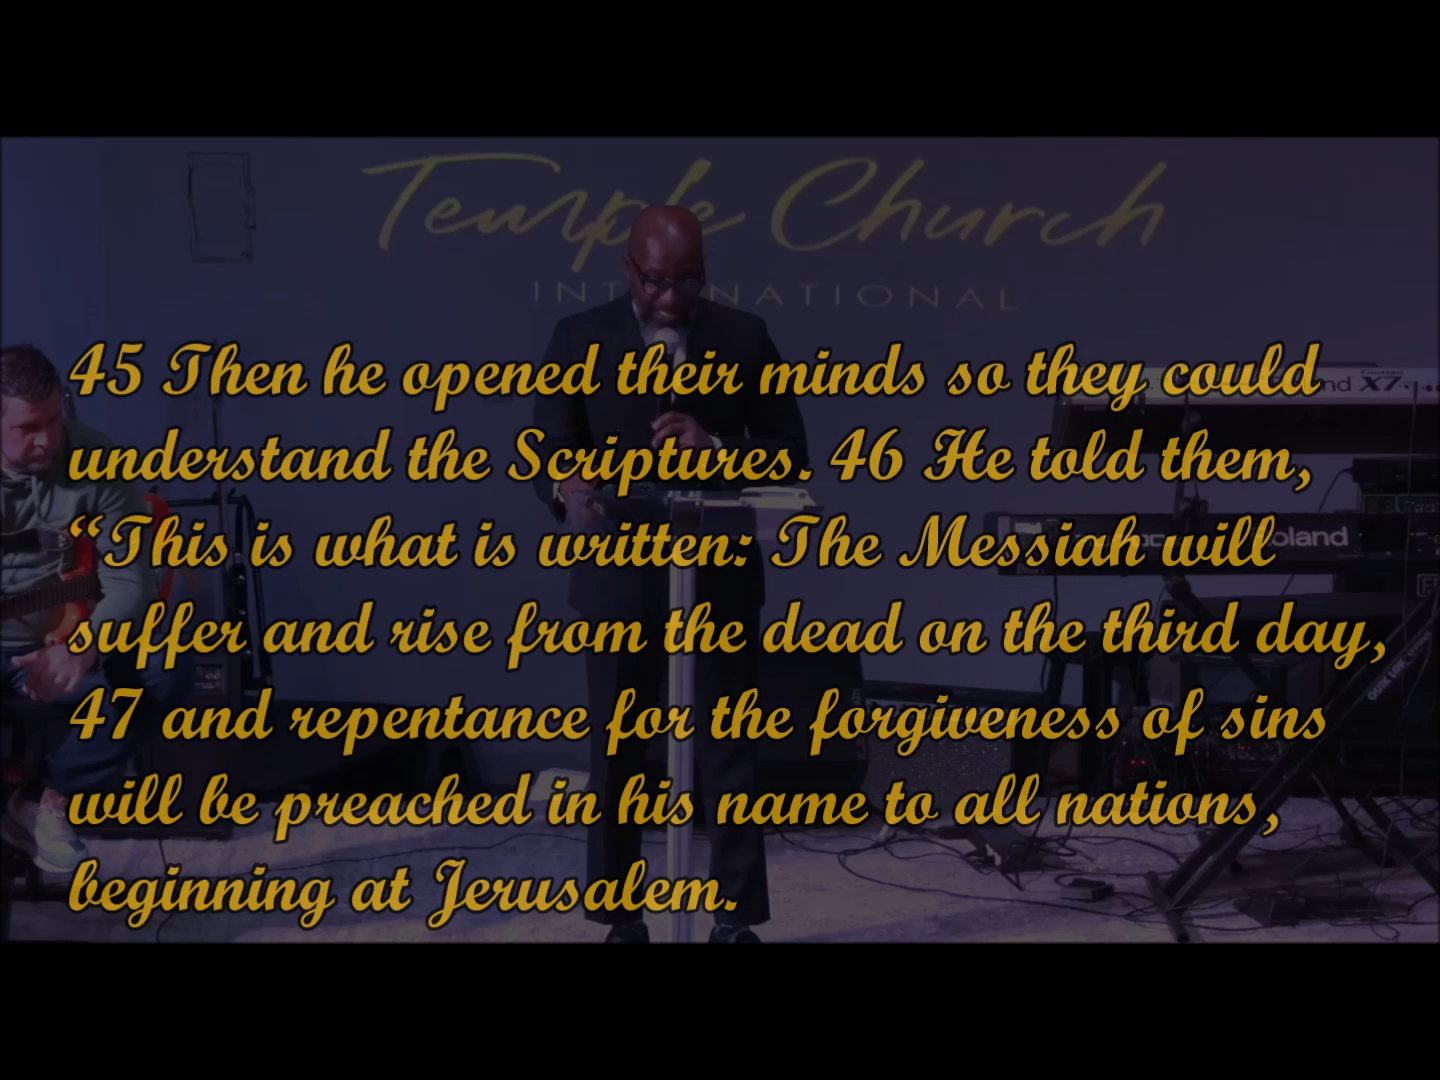 Temple Church
INTERNATIONAL
45 Then he opened their minds so they could
understand the Scriptures. 46 He told them,
“This is what is written: The Messiah will
suffer and rise from the dead on the third day,
47 and repentance for the forgiveness of sins
will be preached in his name to all nations,
beginning at Jerusalem.
X7
Roland
QUIKLOK